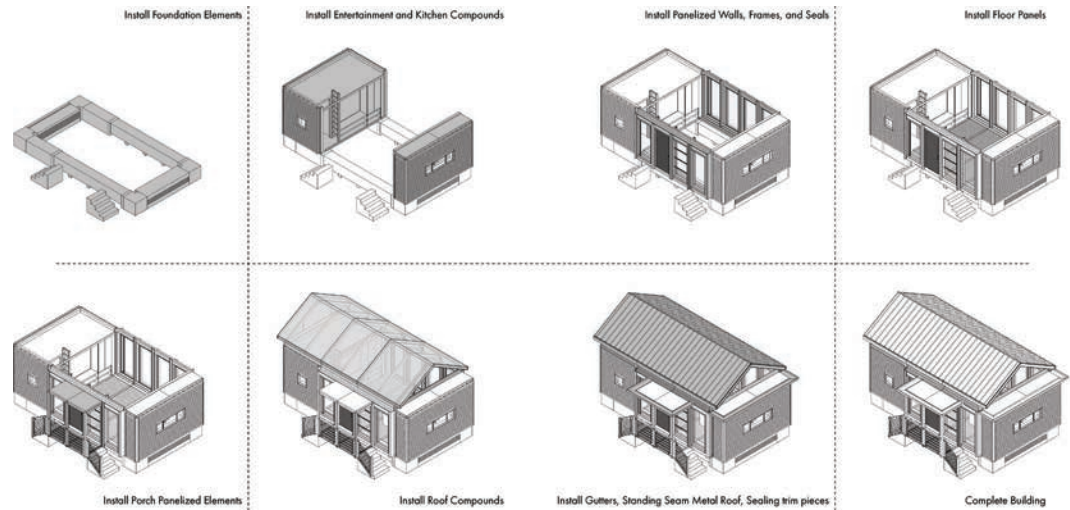 Install Foundation Elements
Install Entertainment and Kitchen Compounds
Install Panelized Walls, Frames, and Seals
Install Floor Panels
Install Porch Panelized Elements
Install Roof Compounds
Install Gutters, Standing Seam Metal Roof, Sealing trim pieces
Complete Building